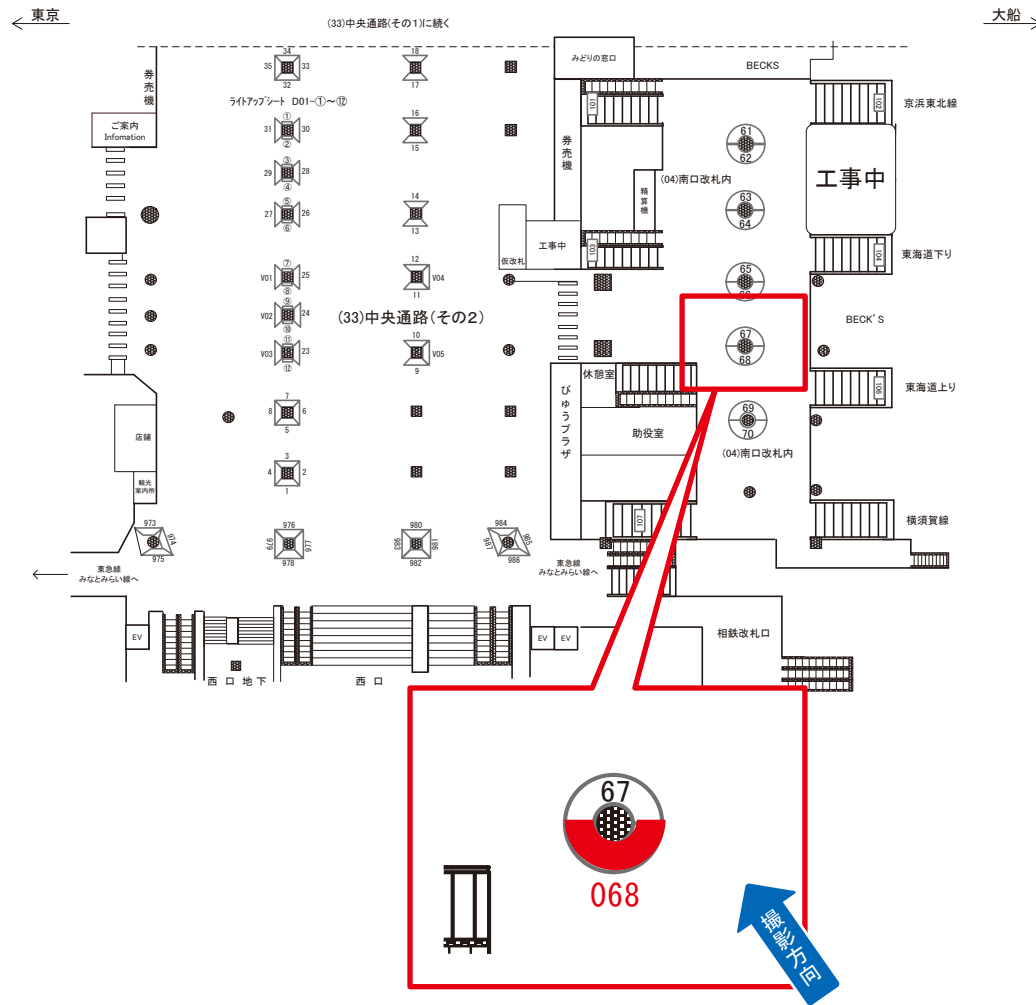 東京
(33)中央通路(その1)に続く
大船
34
35
33
32
18
17
みどりの窓口
BECKS
券売機
ライトアップシート D01-①～⑫
101
102
京浜東北線
ご案内
Infomation
①
31
30
②
16
15
券売機
61
62
工事中
③
29
28
④
(04)南口改札内
精算機
⑤
27
26
⑥
14
13
63
64
仮改札
工事中
103
104
東海道下り
⑦
V01
25
⑧
12
V04
11
65
66
⑨
V02
24
⑩
(33)中央通路(その2)
BECK'S
⑪
V03
23
⑫
10
V05
9
67
68
休憩室
びゅうプラザ
106
東海道上り
7
8
6
5
69
70
店舗
助役室
(04)南口改札内
3
4
2
1
観光
案内所
107
横須賀線
973
974
975
976
979
977
978
980
983
981
982
984
987
985
986
東急線
みなとみらい線へ
東急線
みなとみらい線へ
EV
EV
EV
相鉄改札口
西口地下
西口
67
068
撮影方向